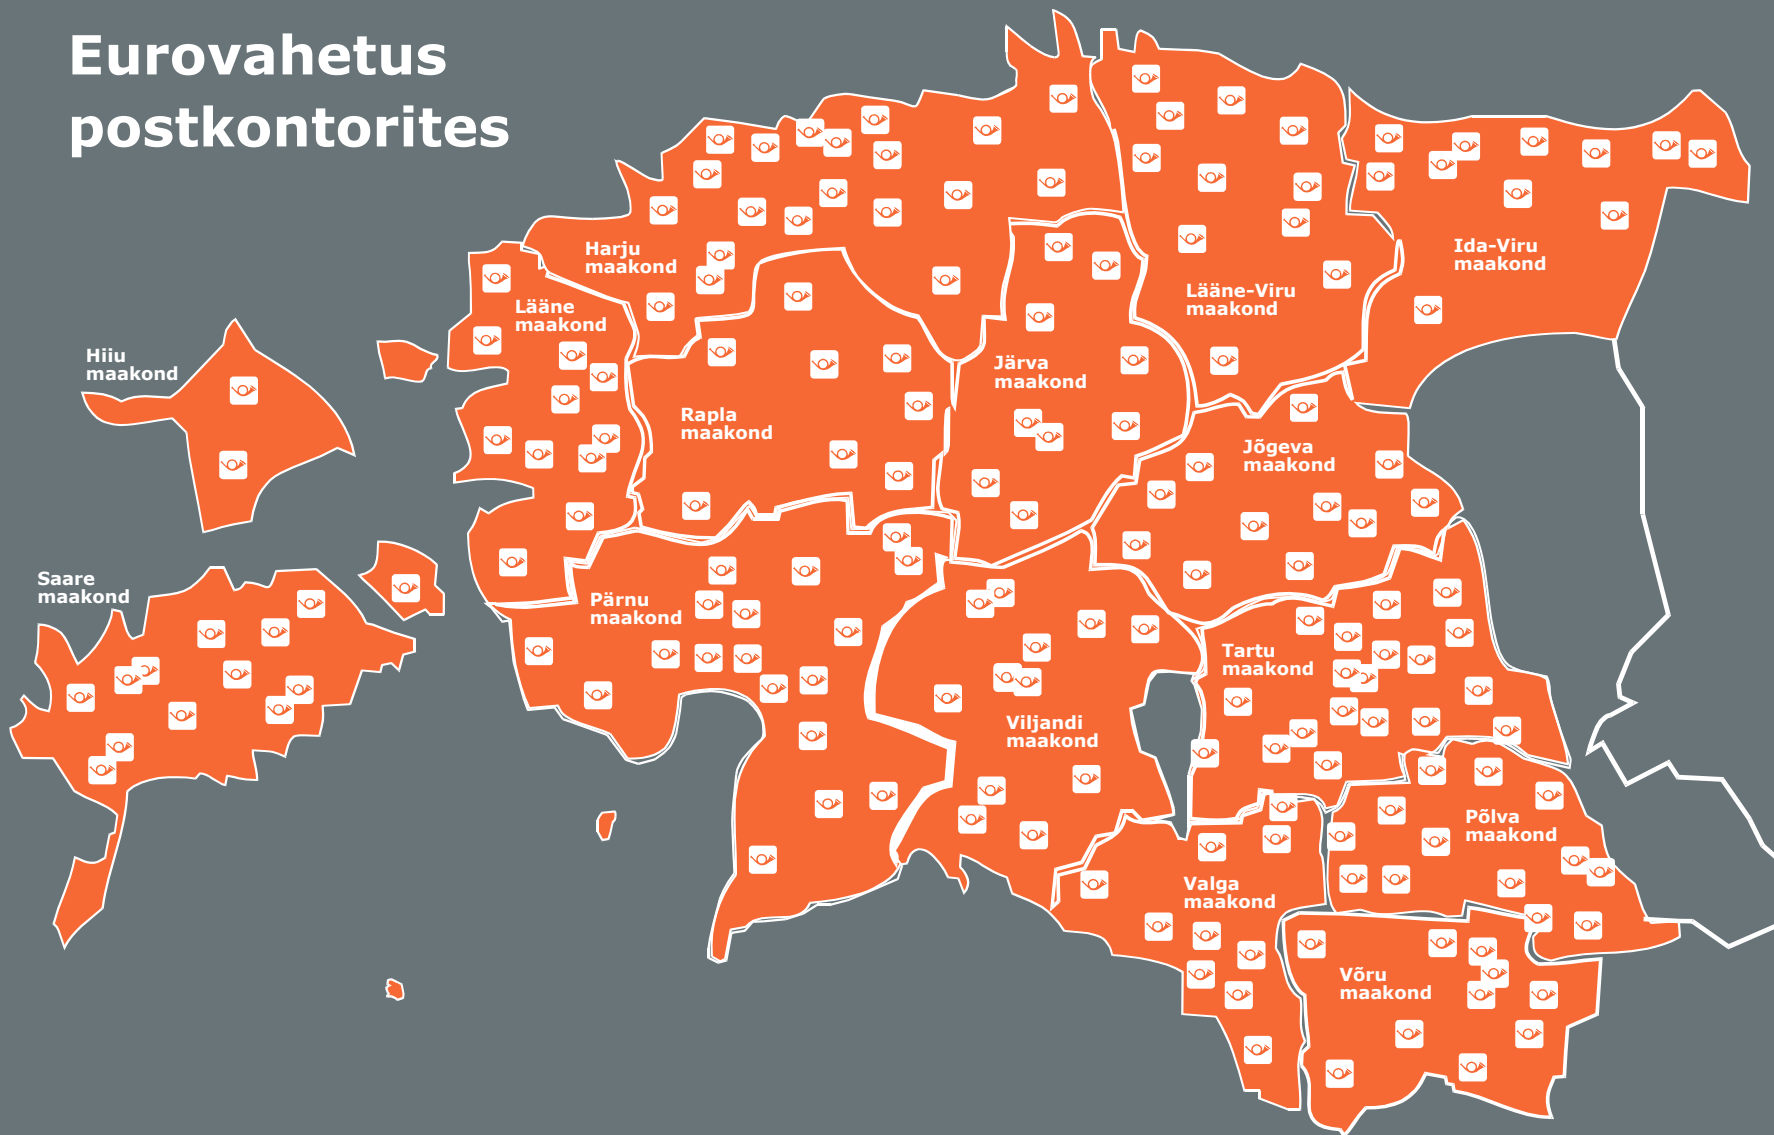 Eurovahetus
postkontorites
Harju
maakond
Ida-Viru
maakond
Lääne
maakond
Lääne-Viru
maakond
Hiiu
maakond
Järva
maakond
Rapla
maakond
Jõgeva
maakond
Saare
maakond
Pärnu
maakond
Tartu
maakond
Viljandi
maakond
Põlva
maakond
Valga
maakond
Võru
maakond